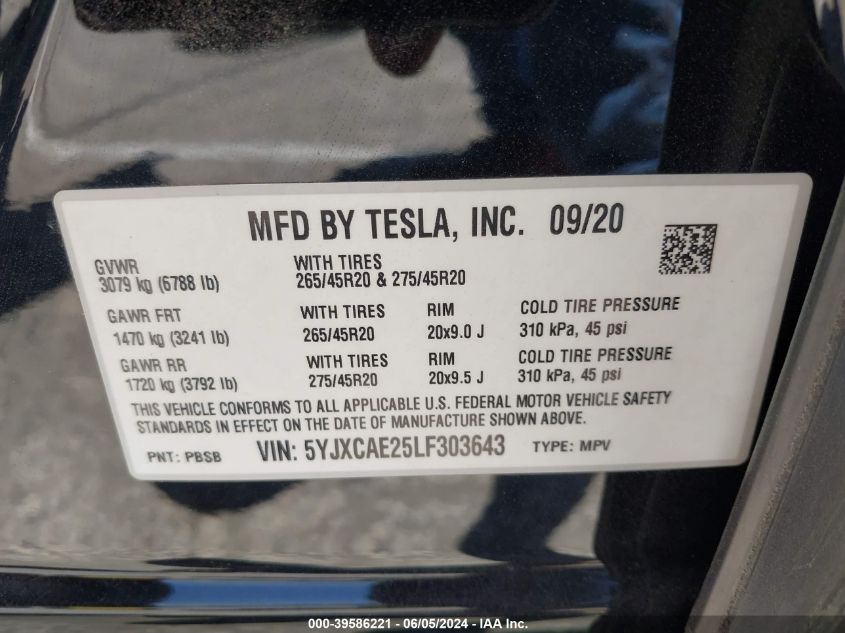 MFD BY TESLA, INC. 09/20
GVWR
3079 kg (6788 lb)
WITH TIRES
265/45R20 & 275/45R20
GAWR FRT
1470 kg (3241 lb)
WITH TIRES
265/45R20
RIM
20x9.0 J
COLD TIRE PRESSURE
310 kPa, 45 psi
GAWR RR
1720 kg (3792 lb)
WITH TIRES
275/45R20
RIM
20x9.5 J
COLD TIRE PRESSURE
310 kPa, 45 psi
THIS VEHICLE CONFORMS TO ALL APPLICABLE U.S. FEDERAL MOTOR VEHICLE SAFETY
STANDARDS IN EFFECT ON THE DATE OF MANUFACTURE SHOWN ABOVE.
PNT: PBSB VIN: 5YJXCAE25LF303643 TYPE: MPV
000-39586221 - 06/05/2024 - IAA Inc.